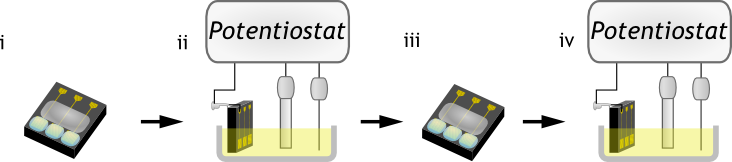 i
ii
Potentiostat
iii
iv
Potentiostat